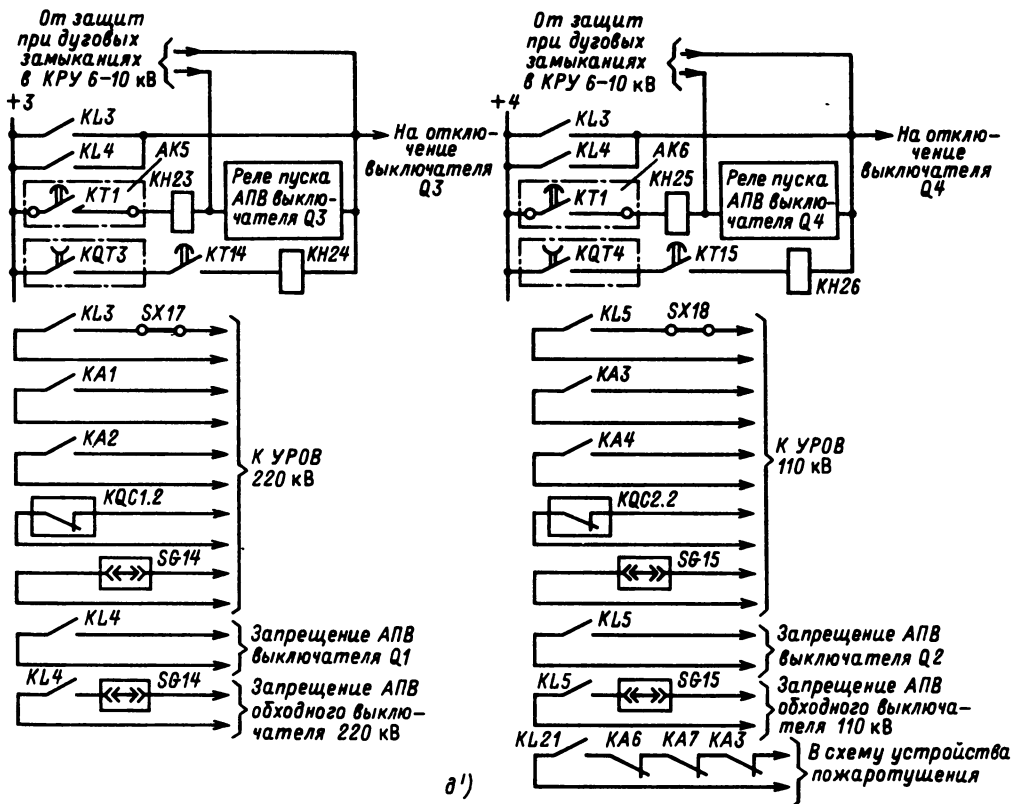 От защит
при дуговых
замыканиях
в КРУ 6–10 кВ
+3
KL3
KL4
AK5
KT1
KH23
Реле пуска
АПВ выклю-
чателя Q3
На отклю-
чение
выключателя
Q3
KQT3
KT14
KH24
От защит
при дуговых
замыканиях
в КРУ 6–10 кВ
+4
KL3
KL4
AK6
KT1
KH25
Реле пуска
АПВ выклю-
чателя Q4
На отклю-
чение
выключателя
Q4
KQT4
KT15
KH26
KL3
SX17
KA1
KA2
KQC1.2
SG14
К УРОВ
220 кВ
KL4
Запрещение АПВ
выключателя Q1
KL4
SG14
Запрещение АПВ
обходного выклю-
чателя 220 кВ
KL5
SX18
KA3
KA4
KQC2.2
SG15
К УРОВ
110 кВ
KL5
Запрещение АПВ
выключателя Q2
KL5
SG15
Запрещение АПВ
обходного выключа-
теля 110 кВ
KL21
KA6
KA7
KA3
В схему устройства
пожаротушения
д')